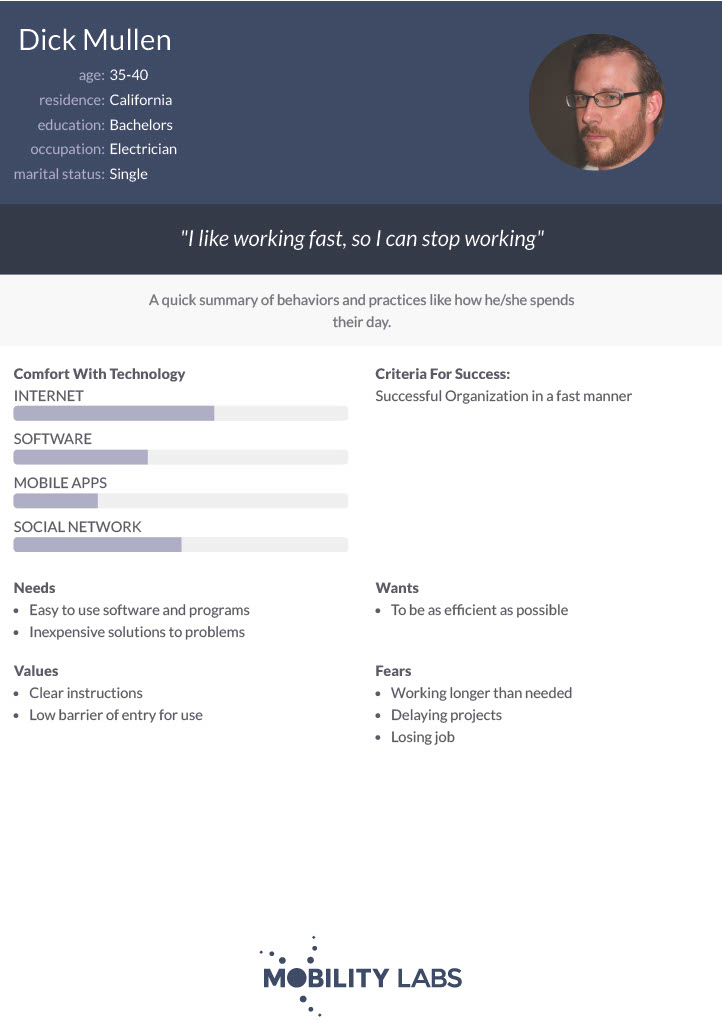 Dick Mullen
age: 35-40
residence: California
education: Bachelors
occupation: Electrician
marital status: Single
"I like working fast, so I can stop working"
A quick summary of behaviors and practices like how he/she spends
their day.
Comfort With Technology
INTERNET
SOFTWARE
MOBILE APPS
SOCIAL NETWORK
Criteria For Success:
Successful Organization in a fast manner
Needs
• Easy to use software and programs
• Inexpensive solutions to problems
Wants
• To be as efficient as possible
Values
• Clear instructions
• Low barrier of entry for use
Fears
• Working longer than needed
• Delaying projects
• Losing job
MOBILITY LABS